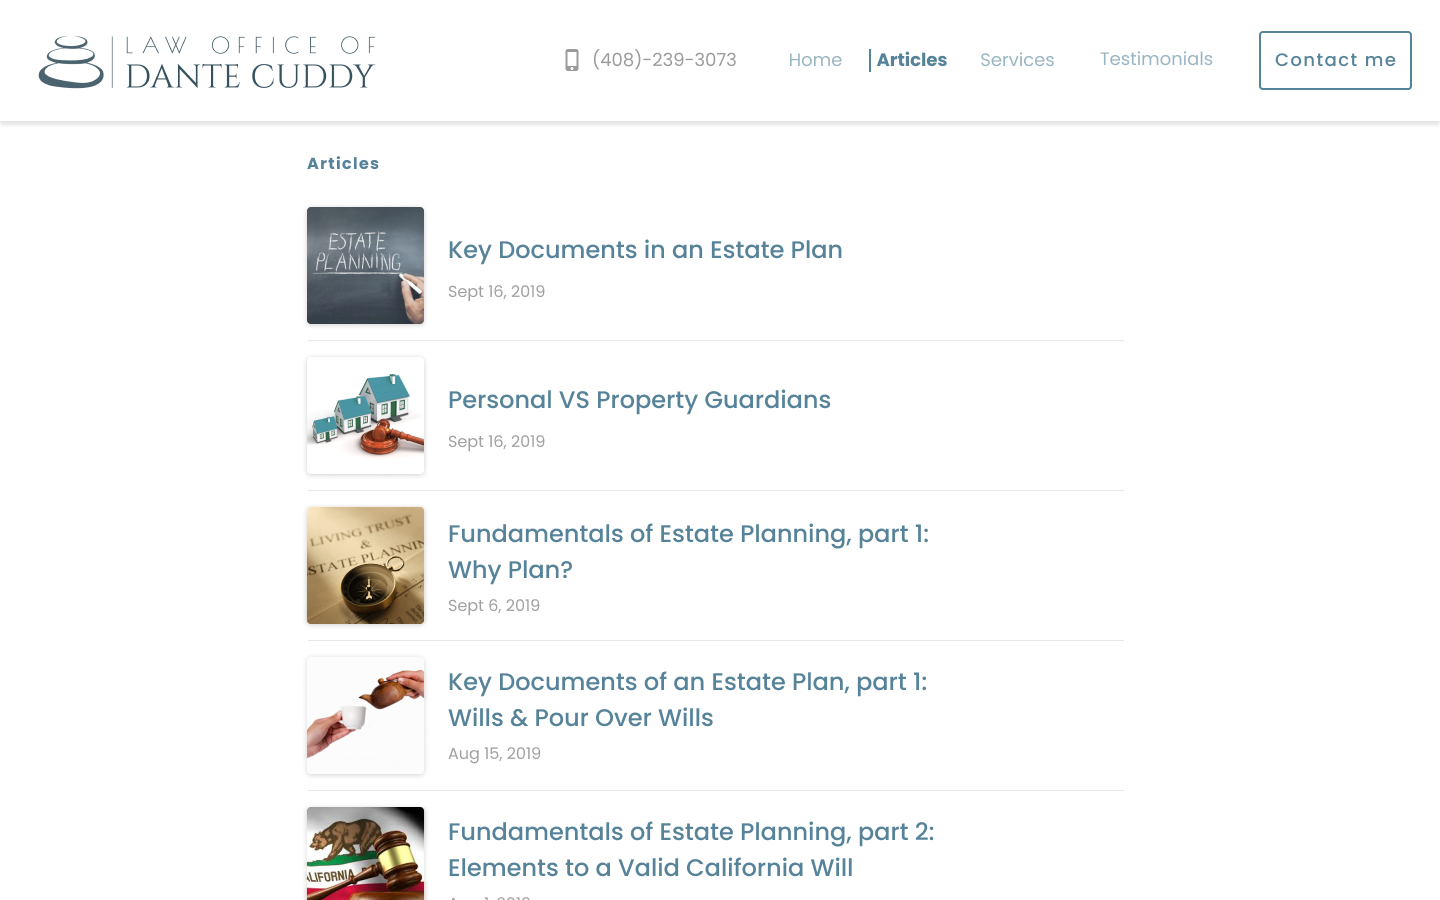 LAW OFFICE OF
DANTE CUDDY
(408)-239-3073
Home
Articles
Services
Testimonials
Contact me
Articles
ESTATE
PLANNING
Key Documents in an Estate Plan
Sept 16, 2019
Personal VS Property Guardians
Sept 16, 2019
LIVING TRUST
&
STATE PLANNIN
Fundamentals of Estate Planning, part 1:
Why Plan?
Sept 6, 2019
Key Documents of an Estate Plan, part 1:
Wills & Pour Over Wills
Aug 15, 2019
LIFORNIA
Fundamentals of Estate Planning, part 2:
Elements to a Valid California Will